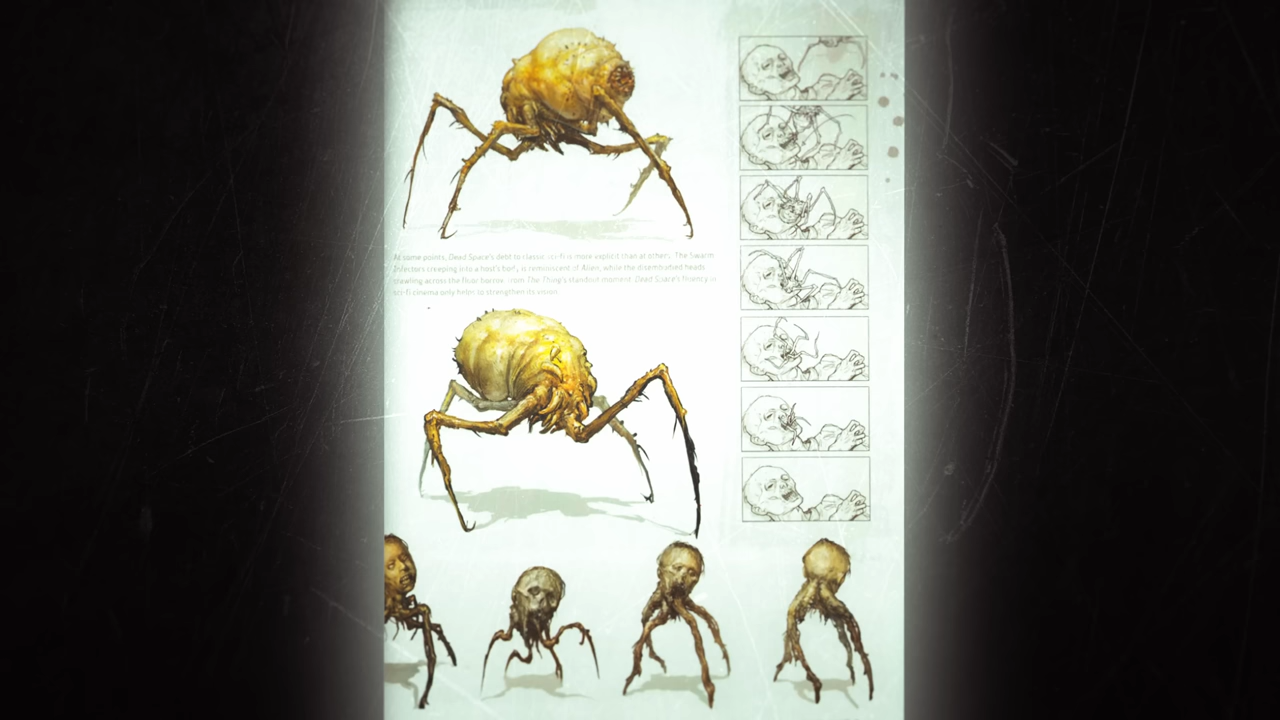 At some points, Dead Space's debt to classic sci-fi is more explicit than at others. The Swarm
Infectors creeping into a host's body is reminiscent of Alien, while the disembodied heads
crawling across the floor borrow from The Thing's standout moment. Dead Space's fluency in
sci-fi cinema only helps to strengthen its vision.